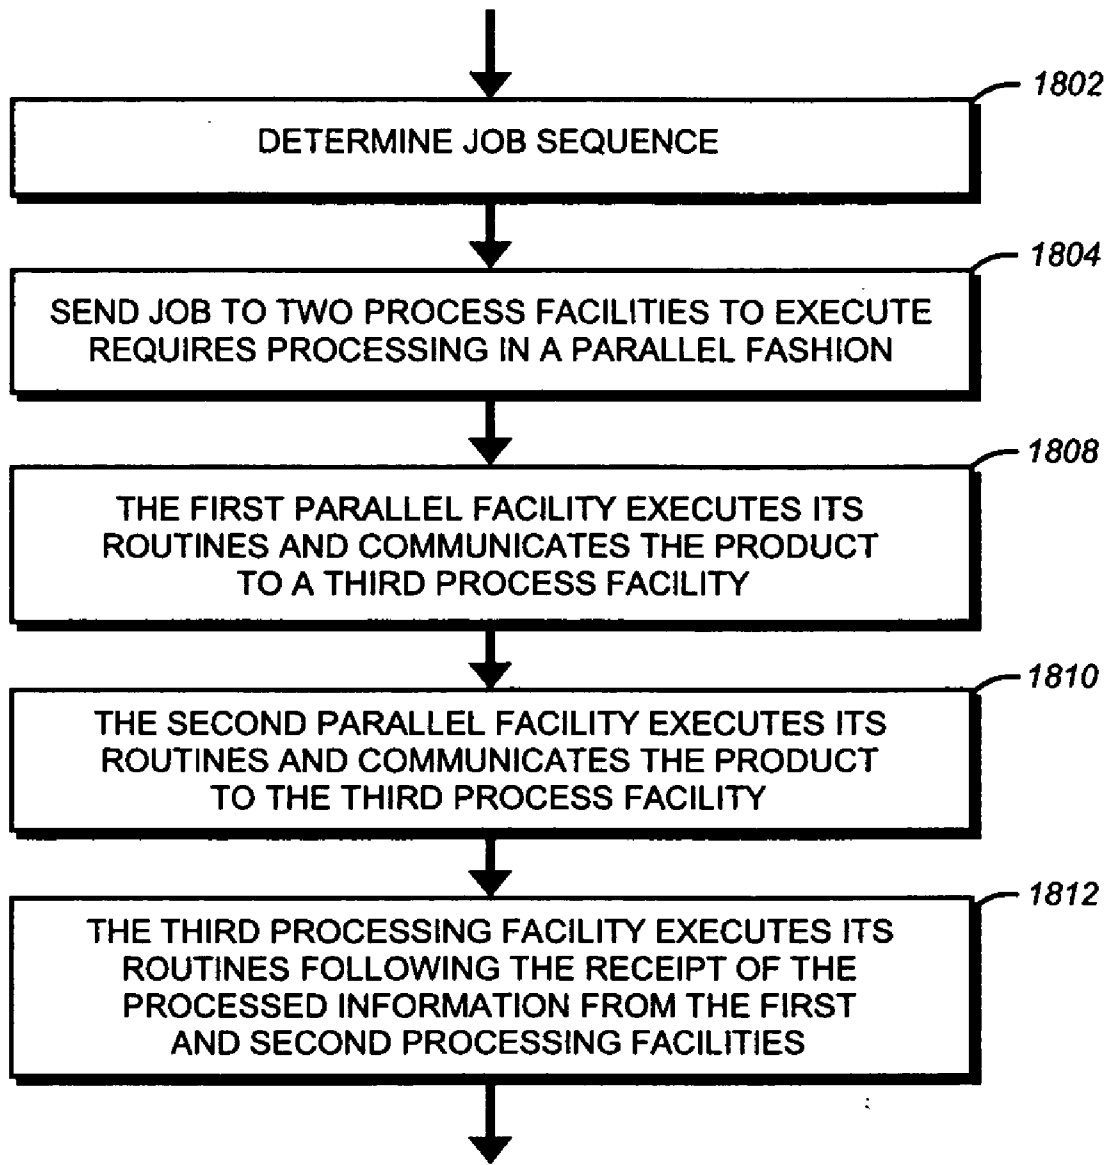 1802
DETERMINE JOB SEQUENCE
1804
SEND JOB TO TWO PROCESS FACILITIES TO EXECUTE
REQUIRES PROCESSING IN A PARALLEL FASHION
1808
THE FIRST PARALLEL FACILITY EXECUTES ITS
ROUTINES AND COMMUNICATES THE PRODUCT
TO A THIRD PROCESS FACILITY
1810
THE SECOND PARALLEL FACILITY EXECUTES ITS
ROUTINES AND COMMUNICATES THE PRODUCT
TO THE THIRD PROCESS FACILITY
1812
THE THIRD PROCESSING FACILITY EXECUTES ITS
ROUTINES FOLLOWING THE RECEIPT OF THE
PROCESSED INFORMATION FROM THE FIRST
AND SECOND PROCESSING FACILITIES